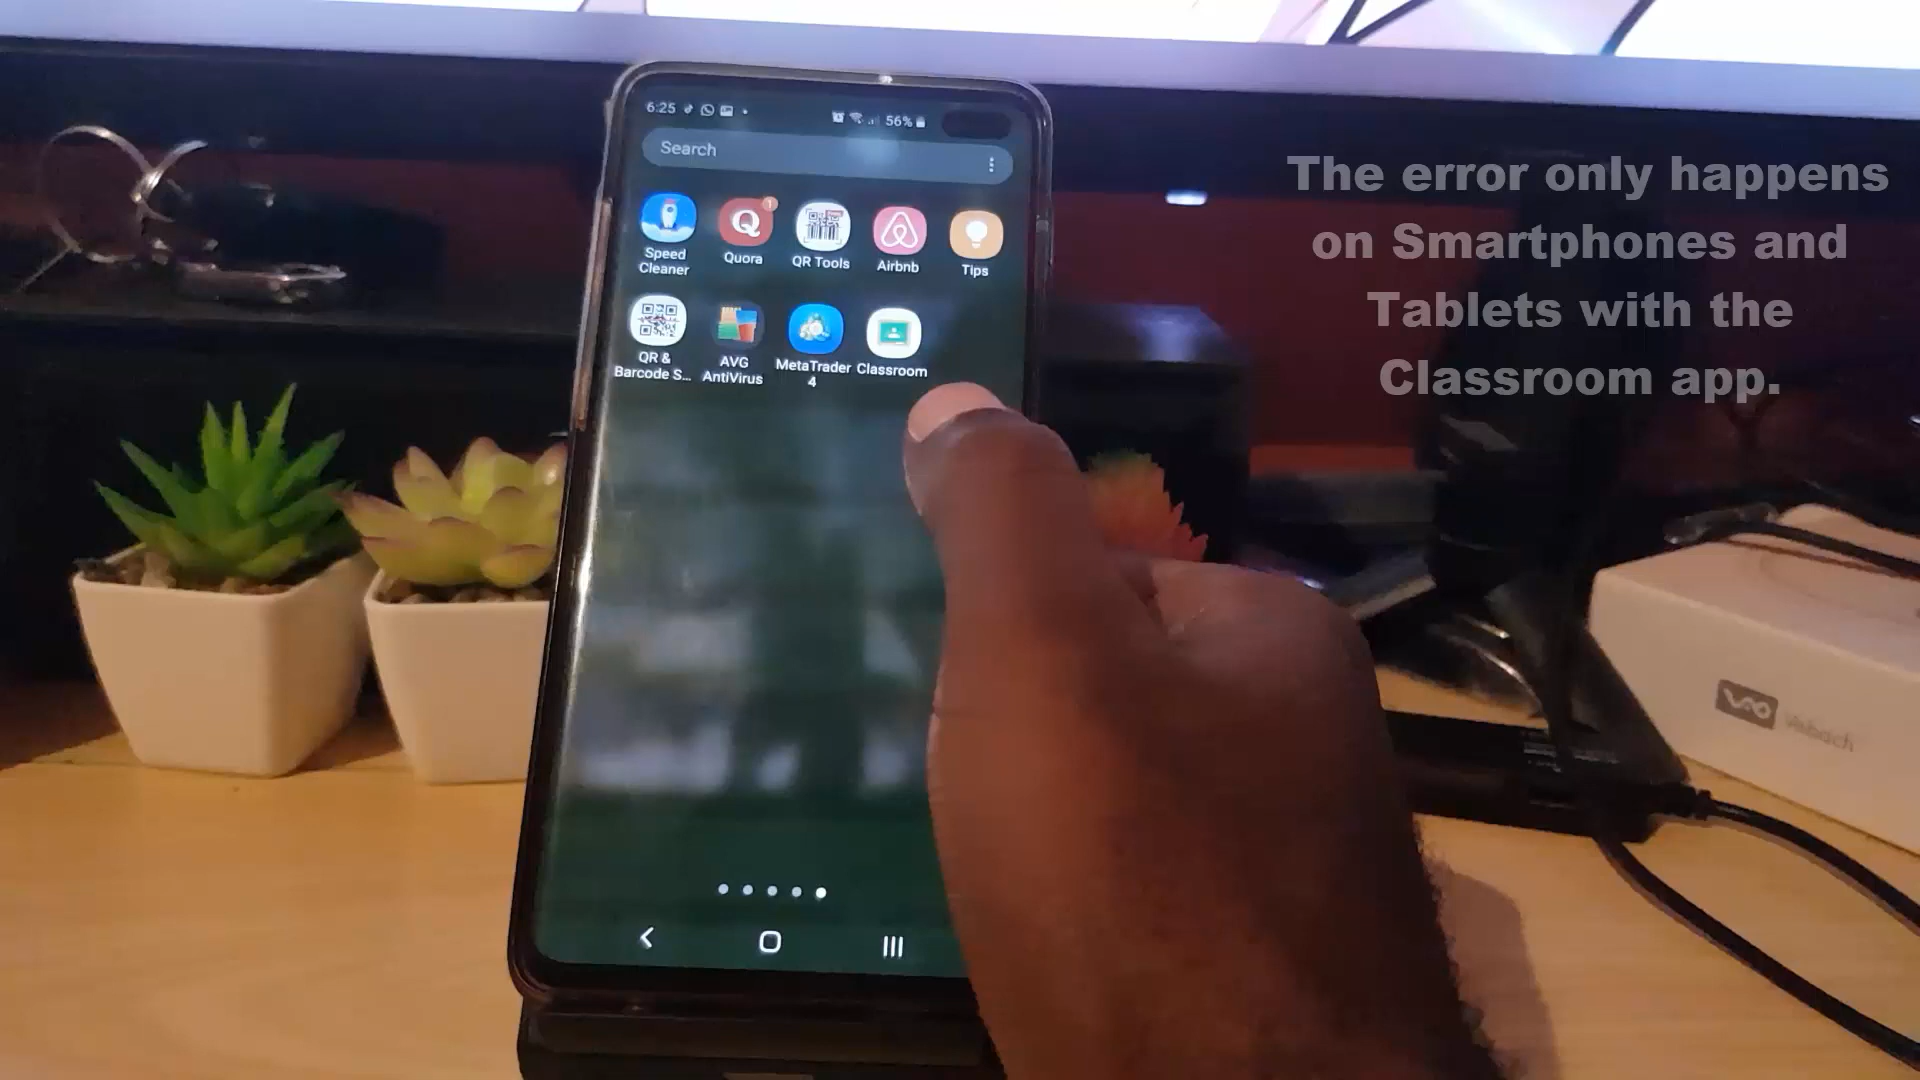 6:25
56%
Search
The error only happens
on Smartphones and
Tablets with the
Classroom app.
Speed
Cleaner
Quora
QR Tools
Airbnb
Tips
1
QR &
Barcode S...
AVG
AntiVirus
MetaTrader
4
Classroom